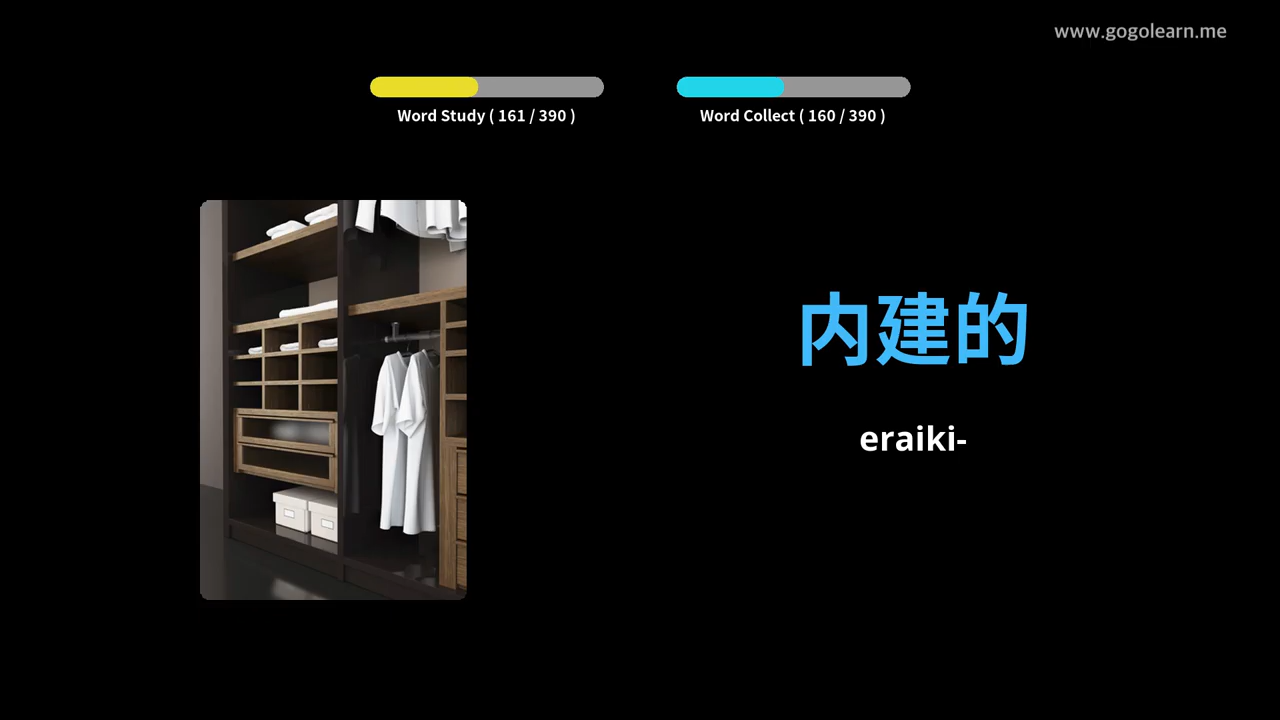 www.gogolearn.me
Word Study ( 161 / 390 )
Word Collect ( 160 / 390 )
内建的
eraiki-